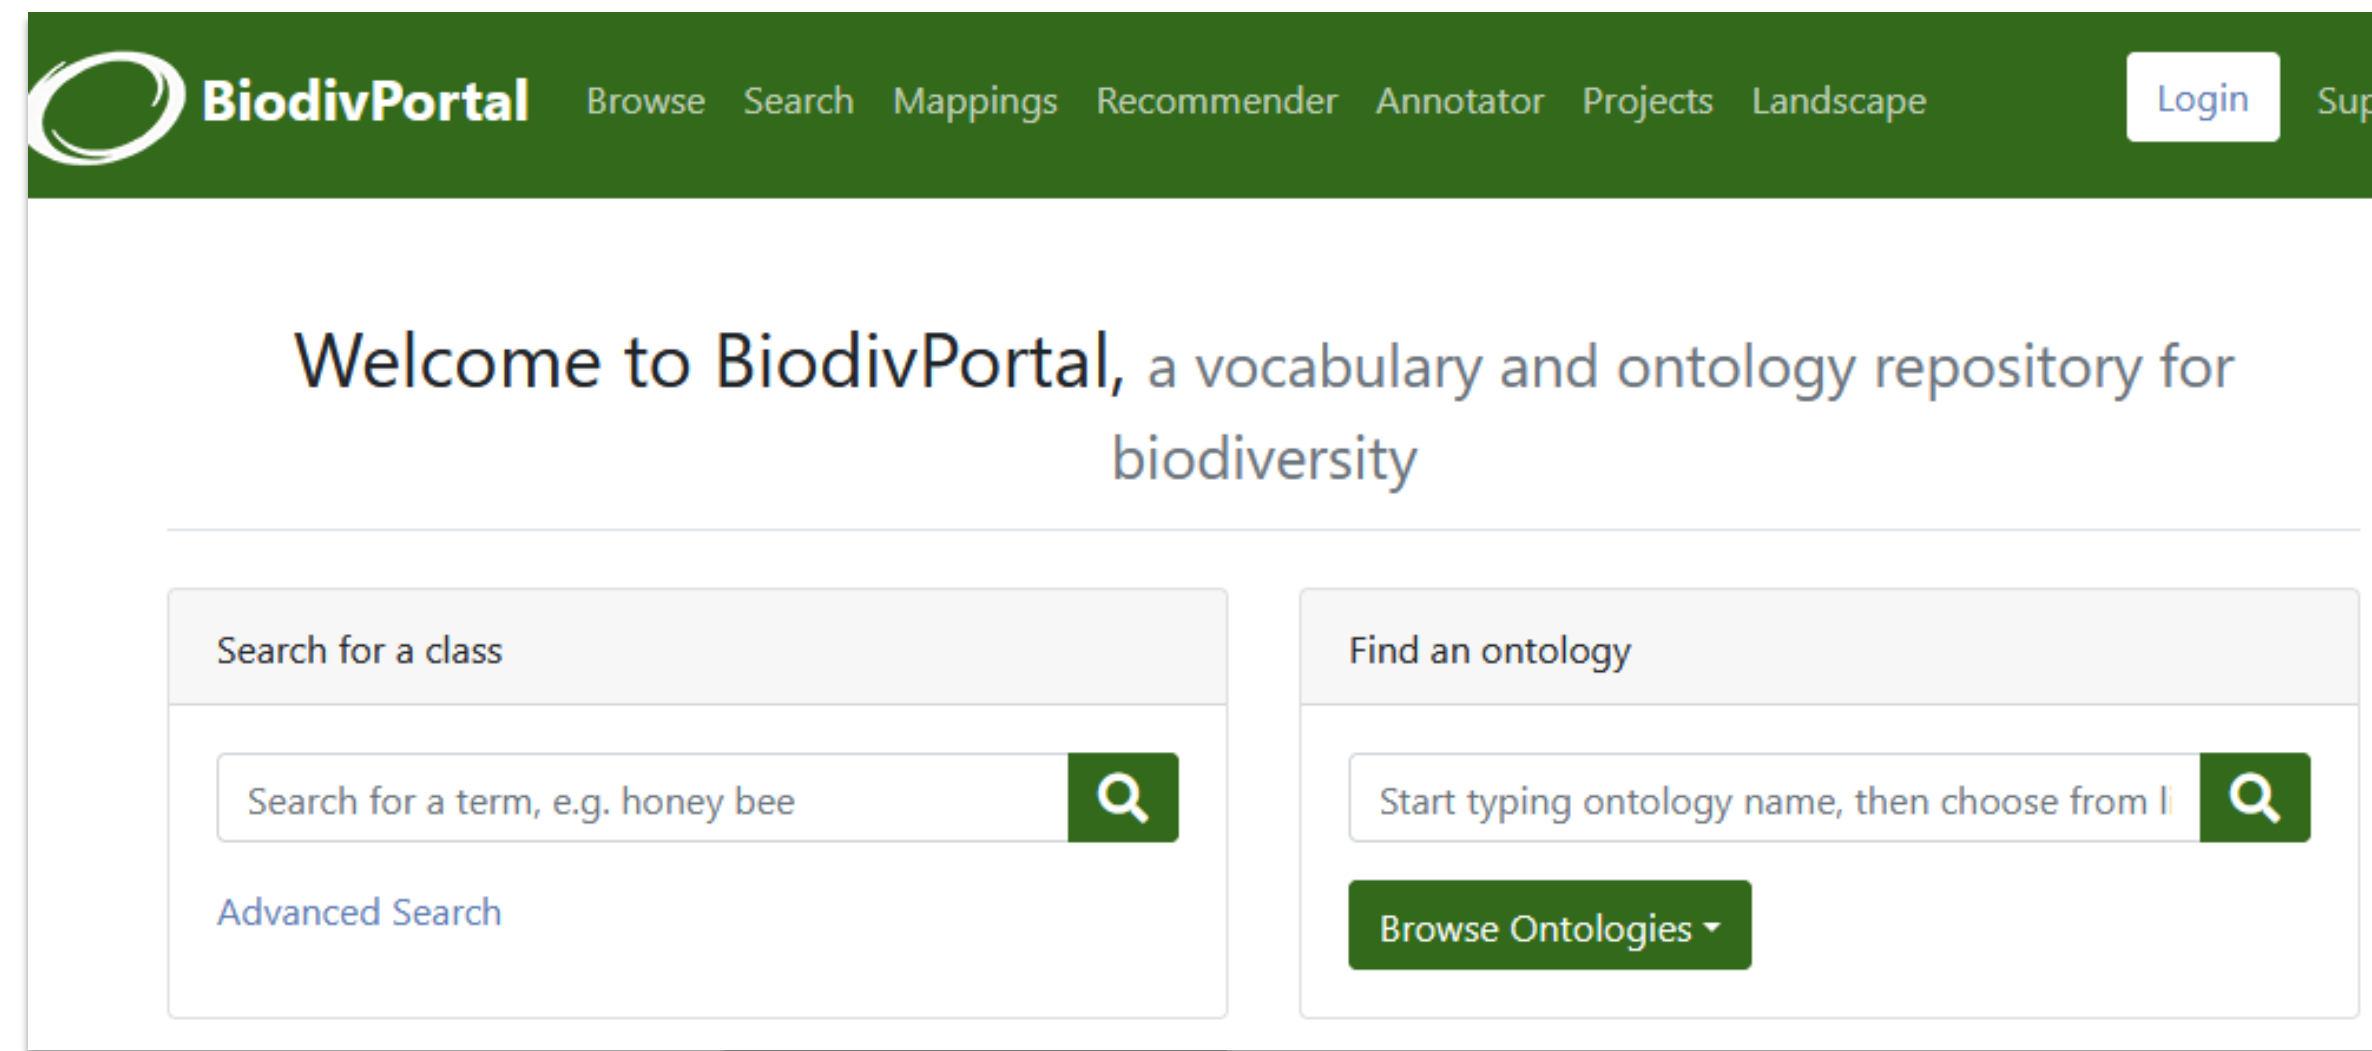 BiodivPortal Browse Search Mappings Recommender Annotator Projects Landscape Login
Welcome to BiodivPortal, a vocabulary and ontology repository for
biodiversity
Search for a class
Find an ontology
Search for a term, e.g. honey bee
Start typing ontology name, then choose from
Advanced Search
Browse Ontologies